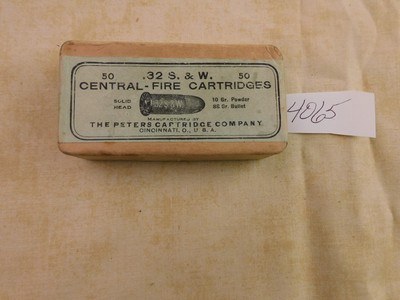 50 .32 S. & W. 50
CENTRAL-FIRE CARTRIDGES
SOLID HEAD
10 Gr. Powder
85 Gr. Bullet
MANUFACTURED BY
THE PETERS CARTRIDGE COMPANY.
CINCINNATI, O., U. S. A.
4065